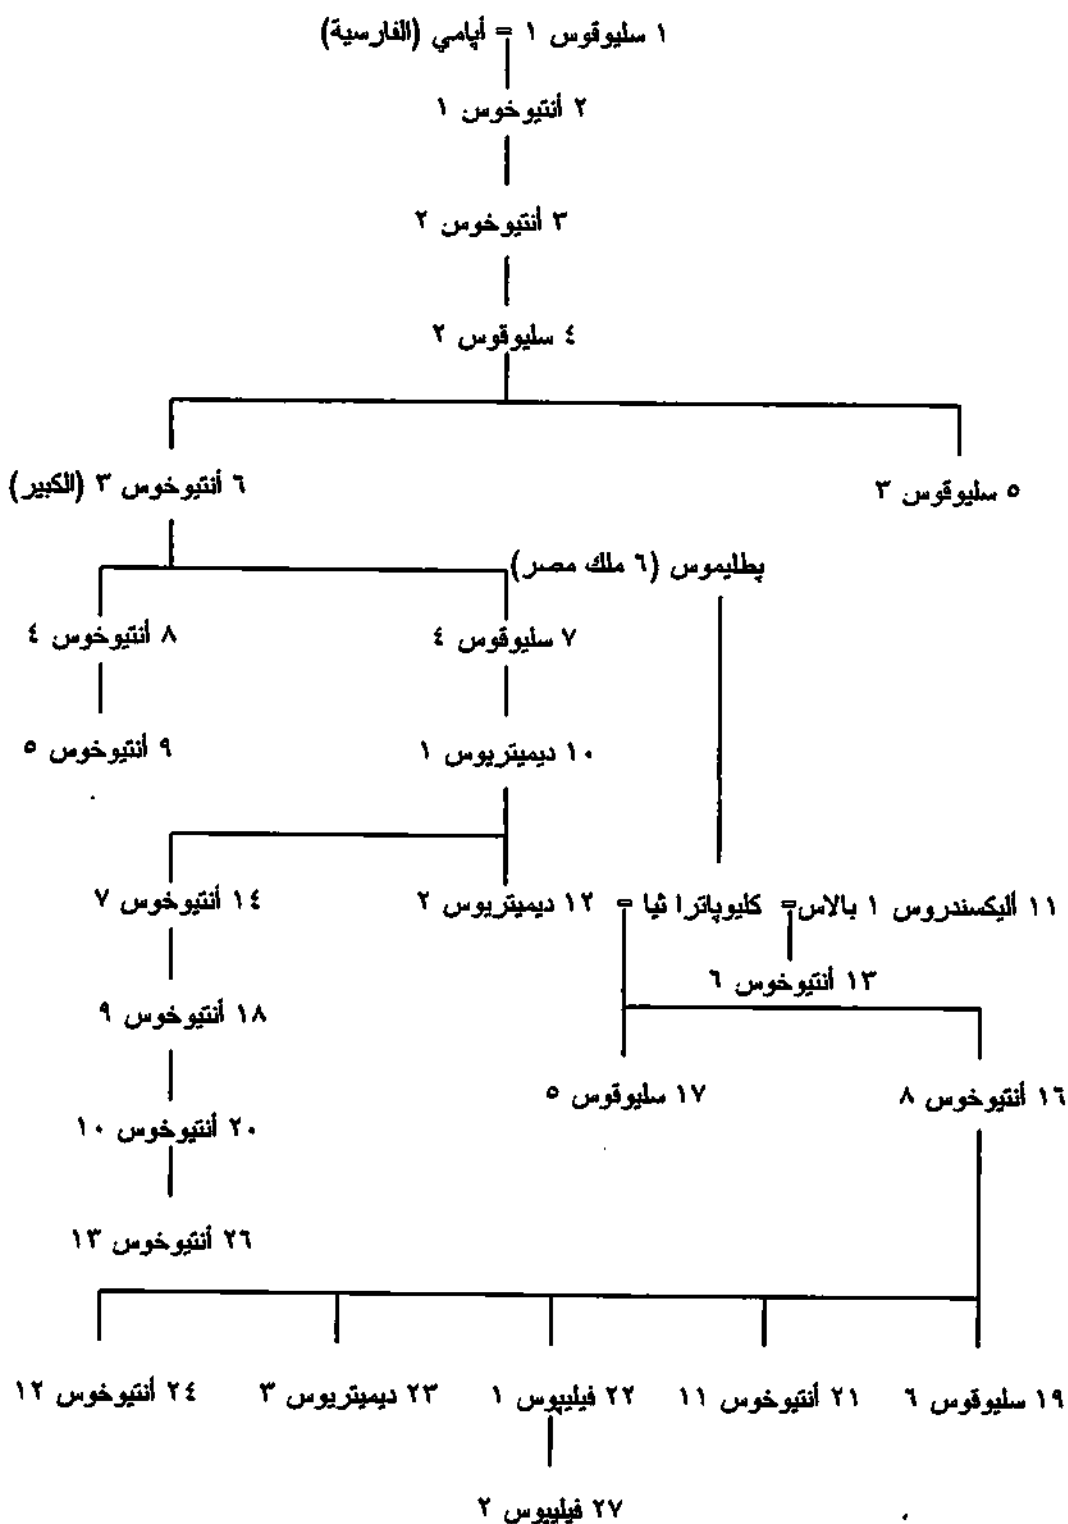 ١ سليوقوس ١ = أپامي (الفارسية)
٢ أنتيوخوس ١
٣ أنتيوخوس ٢
٤ سليوقوس ٢
٥ سليوقوس ٣
٦ أنتيوخوس ٣ (الكبير)
پطليموس (٦ ملك مصر)
٧ سليوقوس ٤
٨ أنتيوخوس ٤
١٠ ديميتريوس ١
٩ أنتيوخوس ٥
١١ أليكسندروس ١ بالاس = كليوپاترا ثيا = ١٢ ديميتريوس ٢
١٤ أنتيوخوس ٧
١٣ أنتيوخوس ٦
١٨ أنتيوخوس ٩
١٦ أنتيوخوس ٨
١٧ سليوقوس ٥
٢٠ أنتيوخوس ١٠
٢٦ أنتيوخوس ١٣
١٩ سليوقوس ٦
٢١ أنتيوخوس ١١
٢٢ فيليپوس ١
٢٣ ديميتريوس ٣
٢٤ أنتيوخوس ١٢
٢٧ فيليپوس ٢